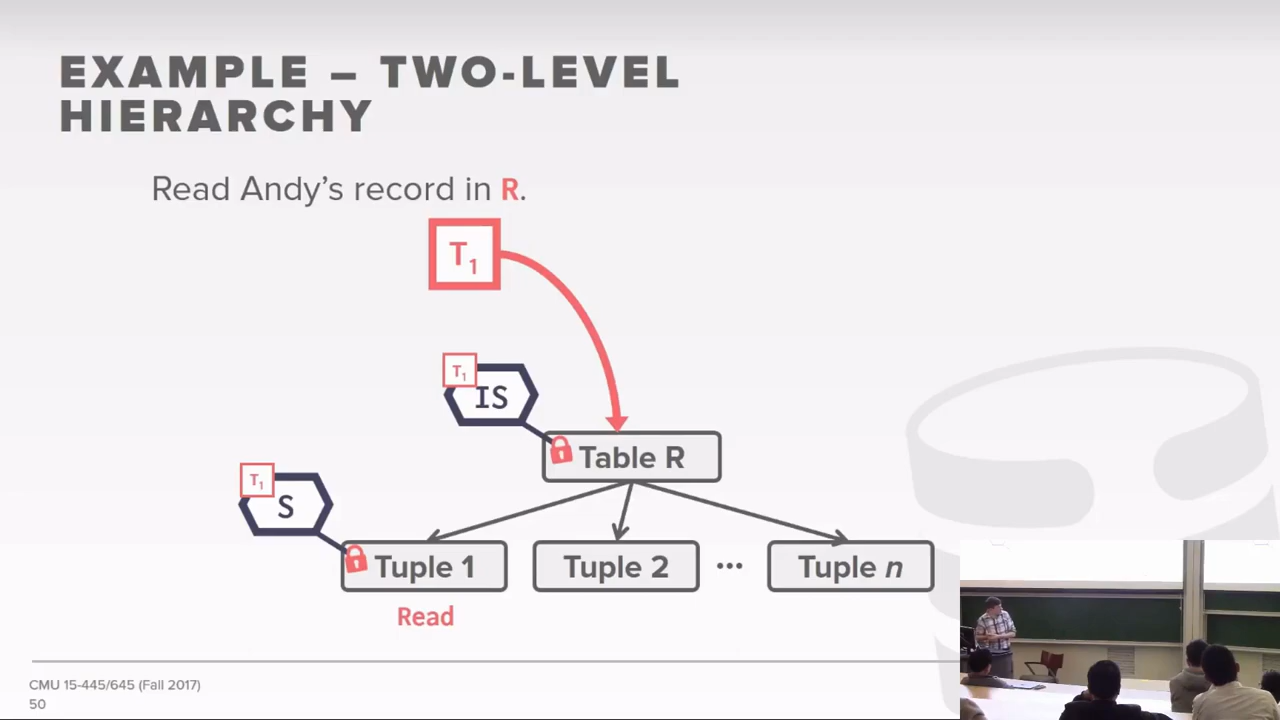 EXAMPLE – TWO-LEVEL
HIERARCHY
Read Andy's record in R.
T1
T1
IS
Table R
T1
S
Tuple 1
Tuple 2
...
Tuple n
Read
CMU 15-445/645 (Fall 2017)
50